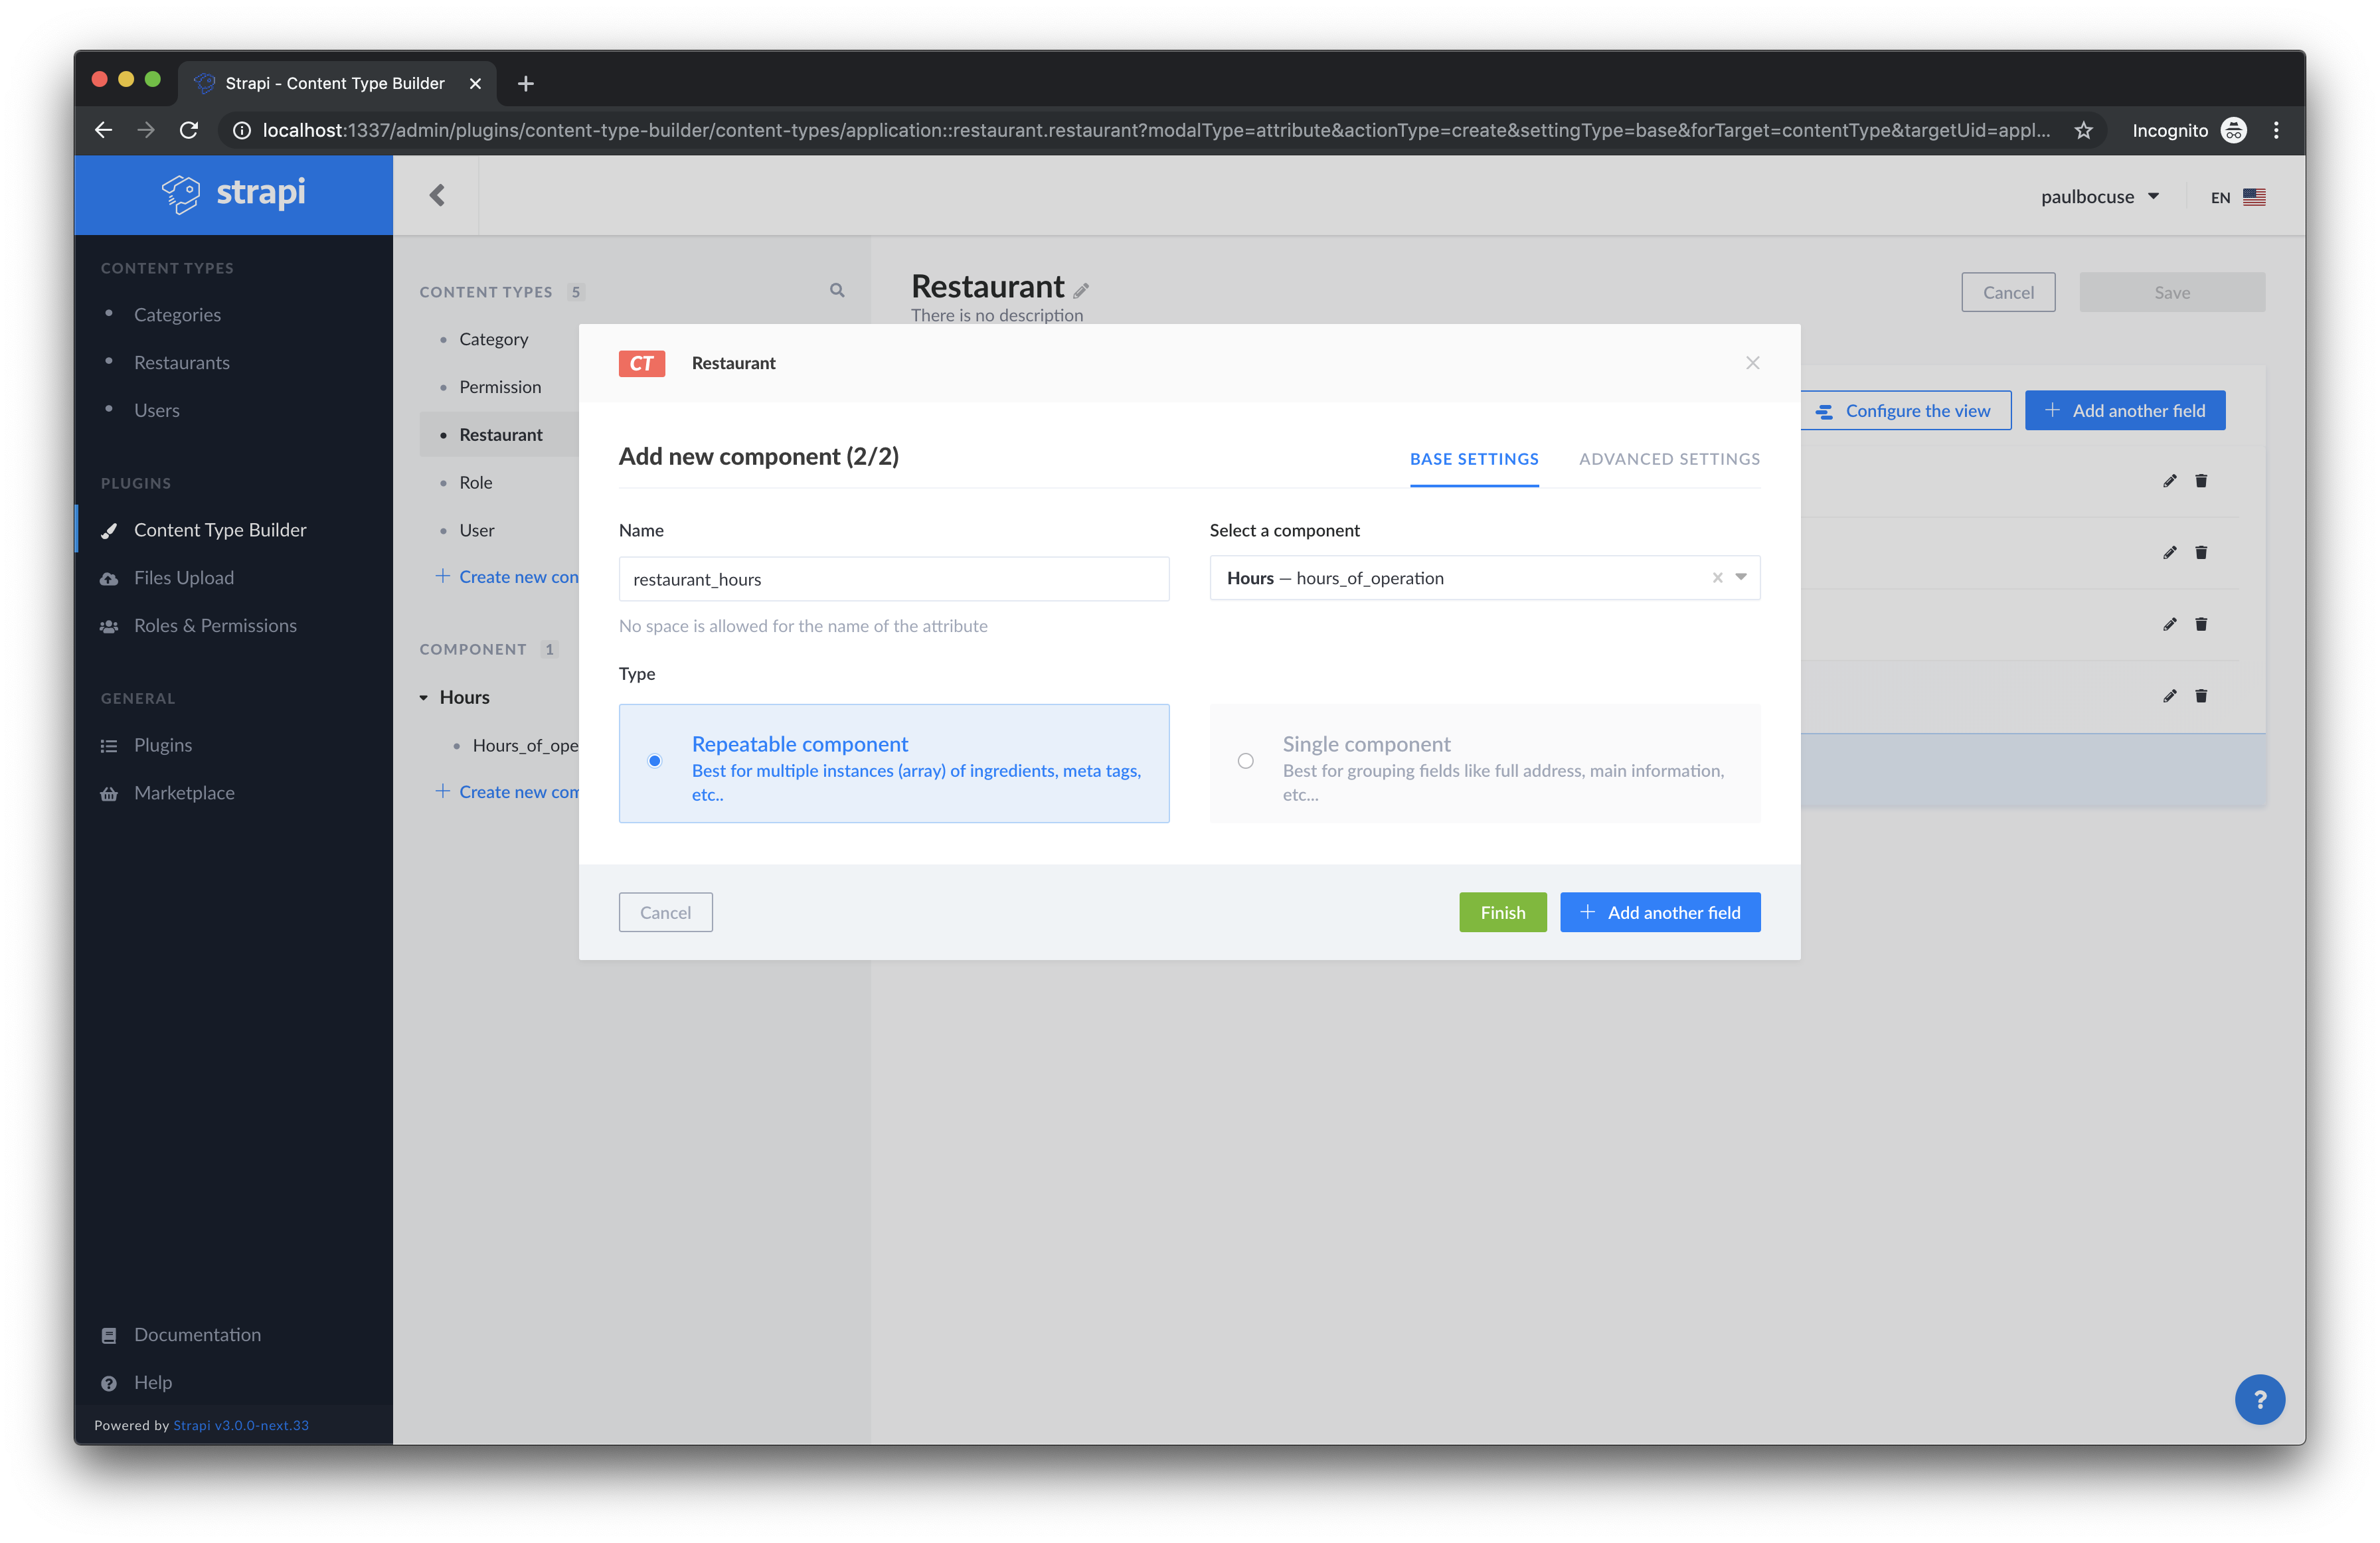 Strapi - Content Type Builder
localhost:1337/admin/plugins/content-type-builder/content-types/application::restaurant.restaurant?modalType=attribute&actionType=create&settingType=base&forTarget=contentType&targetUid=appl...
Incognito
strapi
paulbocuse
EN
CONTENT TYPES
Categories
Restaurants
Users
PLUGINS
Content Type Builder
Files Upload
Roles & Permissions
GENERAL
Plugins
Marketplace
Documentation
Help
Powered by Strapi v3.0.0-next.33
CONTENT TYPES 5
Category
Permission
Restaurant
Role
User
+ Create new con
COMPONENT 1
Hours
Hours_of_ope
+ Create new com
Restaurant
There is no description
Cancel
Save
Configure the view
+ Add another field
CT Restaurant
Add new component (2/2)
BASE SETTINGS
ADVANCED SETTINGS
Name
restaurant_hours
No space is allowed for the name of the attribute
Select a component
Hours — hours_of_operation
Type
Repeatable component
Best for multiple instances (array) of ingredients, meta tags,
etc..
Single component
Best for grouping fields like full address, main information,
etc...
Cancel
Finish
+ Add another field
?